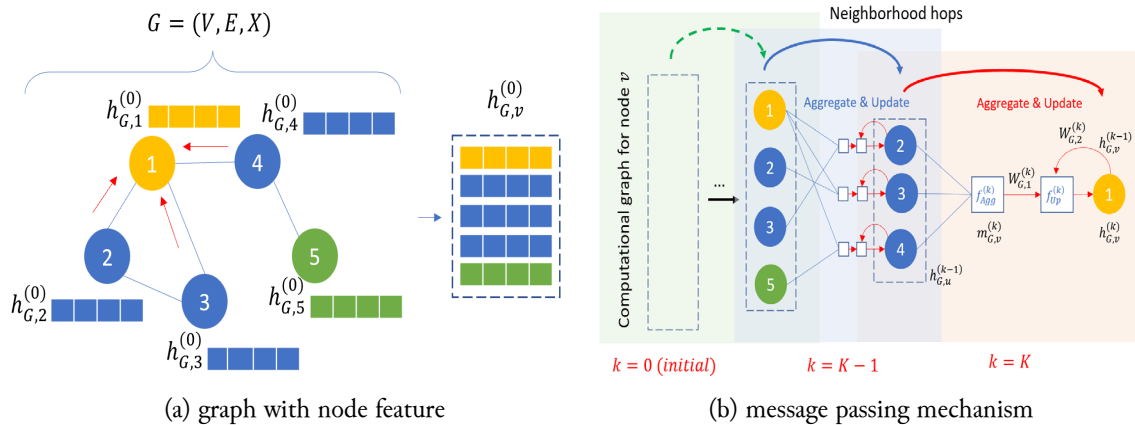 G = (V, E, X)
h_{G,1}^{(0)}
h_{G,4}^{(0)}
1
4
2
3
5
h_{G,2}^{(0)}
h_{G,3}^{(0)}
h_{G,5}^{(0)}
h_{G,v}^{(0)}
(a) graph with node feature
Neighborhood hops
Computational graph for node v
...
1
2
3
5
Aggregate & Update
2
3
4
h_{G,u}^{(k-1)}
Aggregate & Update
f_{Agg}^{(k)}
m_{G,v}^{(k)}
W_{G,1}^{(k)}
W_{G,2}^{(k)}
f_{Up}^{(k)}
h_{G,v}^{(k-1)}
1
h_{G,v}^{(k)}
k = 0 (initial)
k = K − 1
k = K
(b) message passing mechanism